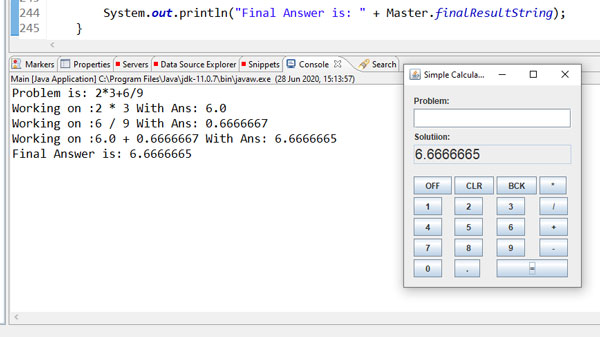 244 System.out.println("Final Answer is: " + Master.finalResultString);
245 }
Markers Properties Servers Data Source Explorer Snippets Console Search
Main [Java Application] C:\Program Files\Java\jdk-11.0.7\bin\javaw.exe (28 Jun 2020, 15:13:57)
Problem is: 2*3+6/9
Working on :2 * 3 With Ans: 6.0
Working on :6 / 9 With Ans: 0.6666667
Working on :6.0 + 0.6666667 With Ans: 6.6666665
Final Answer is: 6.6666665
Simple Calcula...
Problem:
Solutiion:
6.6666665
OFF CLR BCK *
1 2 3 /
4 5 6 +
7 8 9 -
0 . =